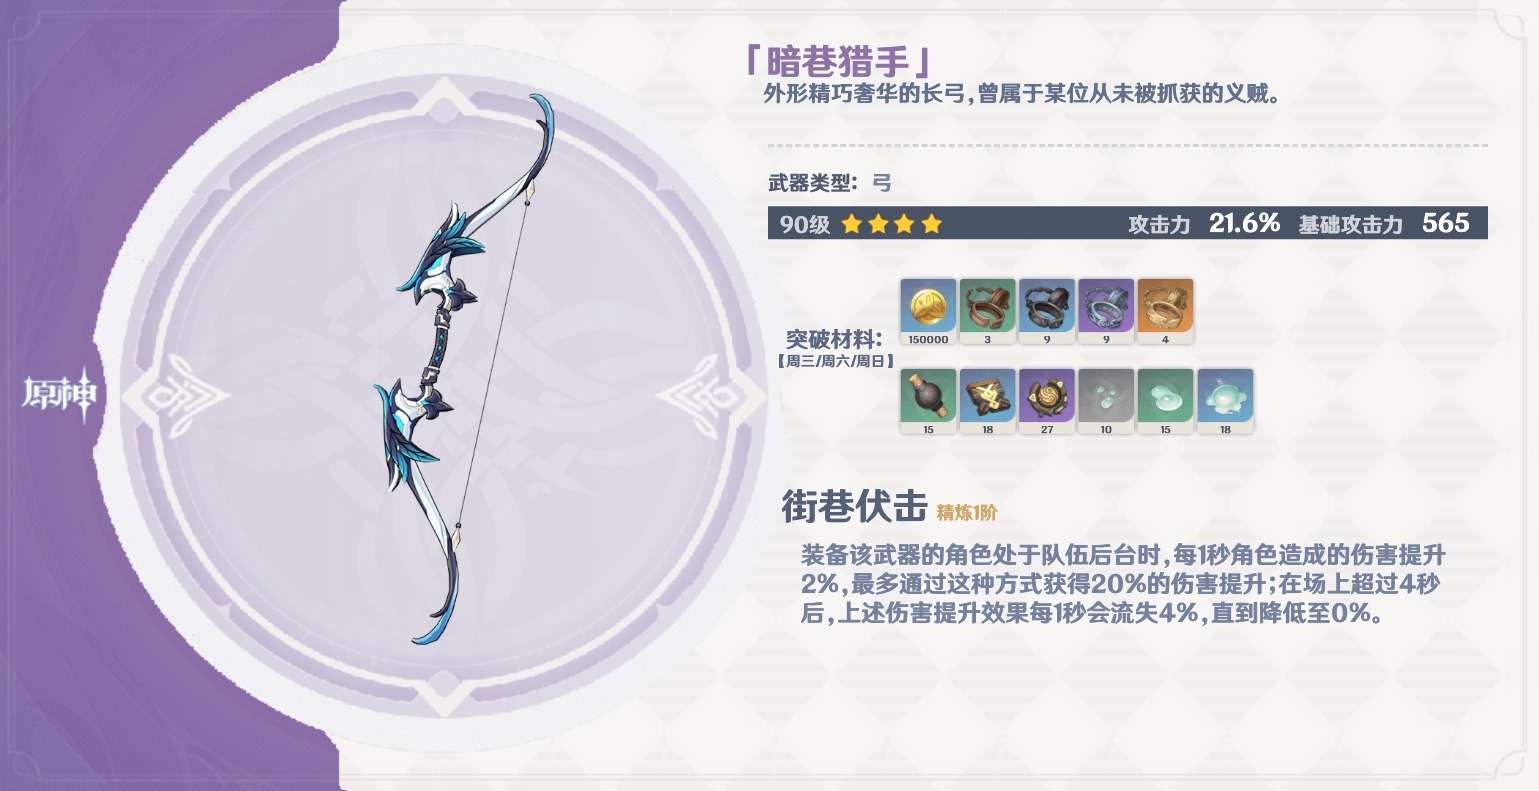 原神
「暗巷猎手」
外形精巧奢华的长弓,曾属于某位从未被抓获的义贼。
武器类型: 弓
90级 攻击力 21.6% 基础攻击力 565
150000 3 9 9 4
突破材料:
【周三/周六/周日】
15 18 27 10 15 18
街巷伏击 精炼1阶
装备该武器的角色处于队伍后台时,每1秒角色造成的伤害提升
2%,最多通过这种方式获得20%的伤害提升;在场上超过4秒
后,上述伤害提升效果每1秒会流失4%,直到降低至0%。